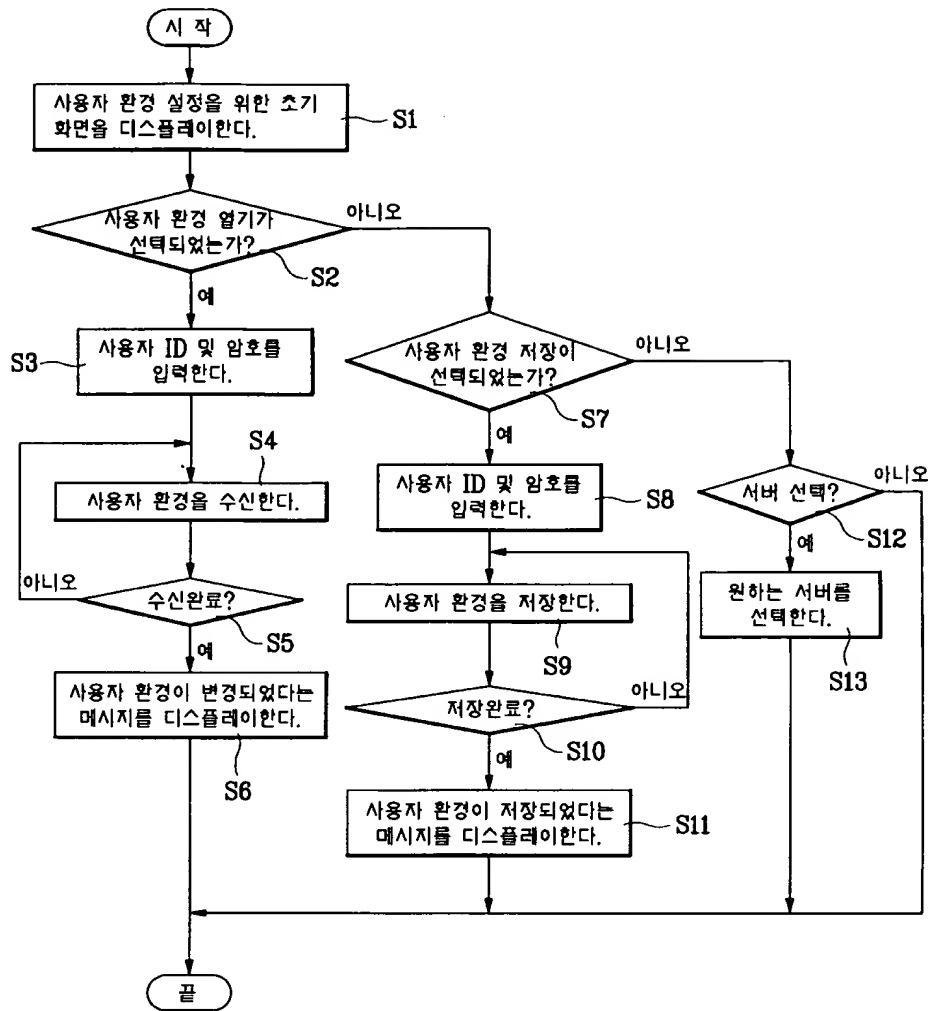 시 작
사용자 환경 설정을 위한 초기
화면을 디스플레이한다.
S1
사용자 환경 열기가
선택되었는가?
아니오
S2
예
S3
사용자 ID 및 암호를
입력한다.
S4
사용자 환경을 수신한다.
아니오
수신완료?
S5
예
사용자 환경이 변경되었다는
메시지를 디스플레이한다.
S6
사용자 환경 저장이
선택되었는가?
아니오
S7
예
사용자 ID 및 암호를
입력한다.
S8
사용자 환경을 저장한다.
S9
아니오
저장완료?
S10
예
사용자 환경이 저장되었다는
메시지를 디스플레이한다.
S11
서버 선택?
아니오
S12
예
원하는 서버를
선택한다.
S13
끝